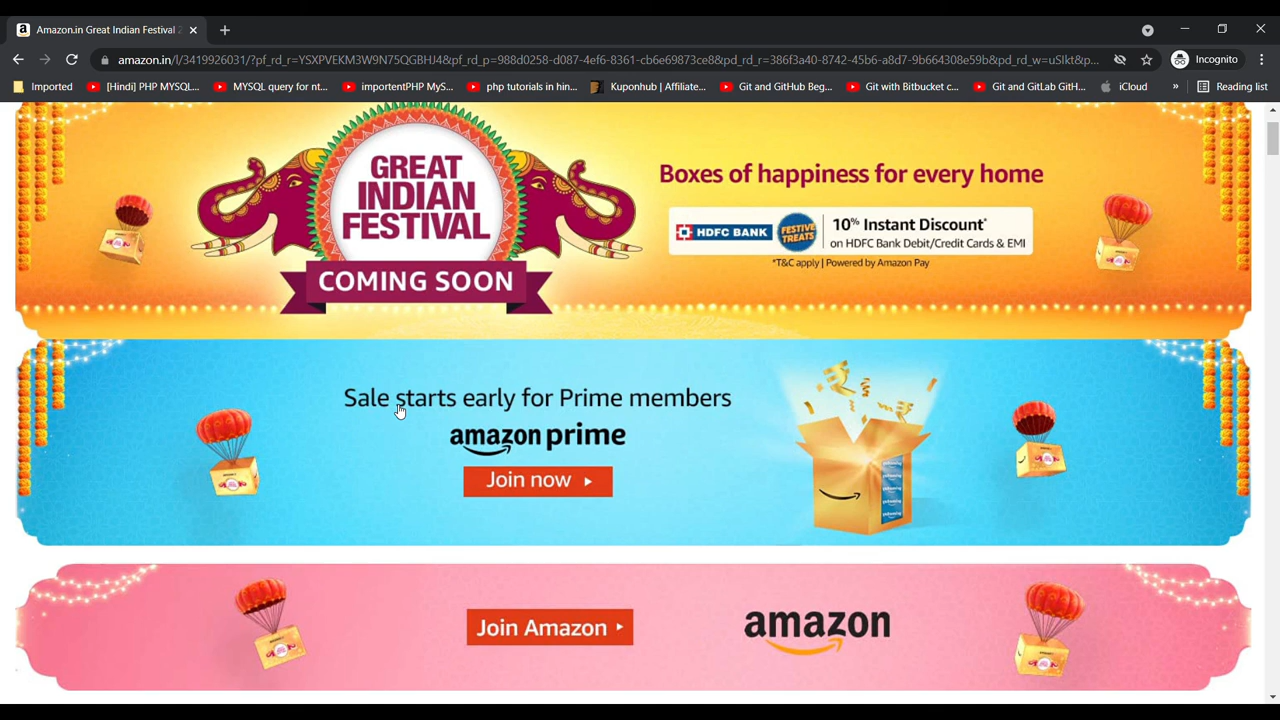 Amazon.in Great Indian Festival 2
amazon.in/l/3419926031/?pf_rd_r=YSXPVEKM3W9N75QGBHJ4&pf_rd_p=988d0258-d087-4ef6-8361-cb6e69873ce8&pd_rd_r=386f3a40-8742-45b6-a8d7-9b664308e59b&pd_rd_w=uSIkt&p...
Incognito
Imported
[Hindi] PHP MYSQL...
MYSQL query for nt...
importentPHP MyS...
php tutorials in hin...
Kuponhub | Affiliate...
Git and GitHub Beg...
Git with Bitbucket c...
Git and GitLab GitH...
iCloud
»
Reading list
GREAT
INDIAN
FESTIVAL
COMING SOON
Boxes of happiness for every home
HDFC BANK
FESTIVE
TREATS
10% Instant Discount*
on HDFC Bank Debit/Credit Cards & EMI
*T&C apply | Powered by Amazon Pay
Sale starts early for Prime members
amazon prime
Join now
Join Amazon
amazon